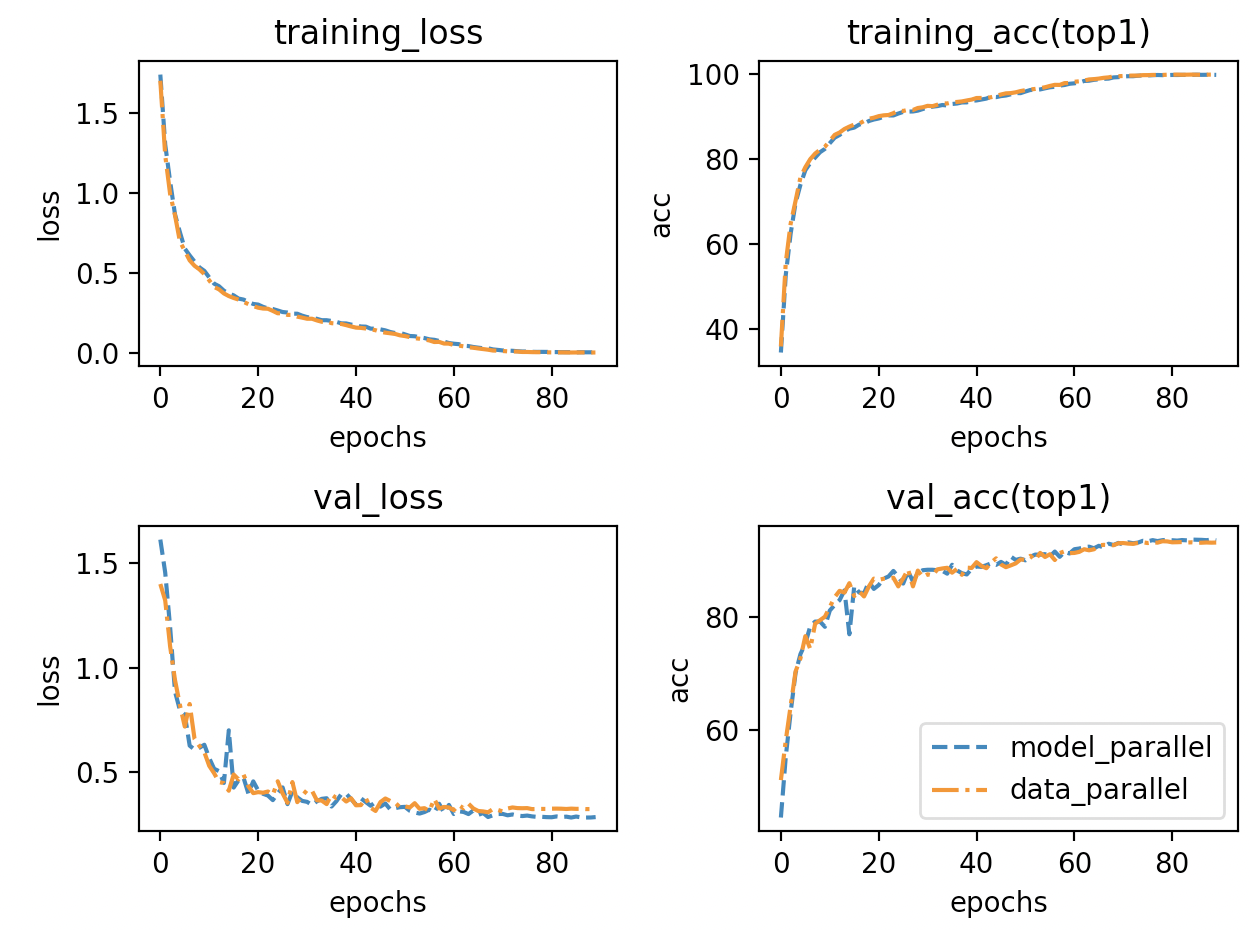 training_loss
1.5
1.0
0.5
0.0
loss
0 20 40 60 80
epochs
training_acc(top1)
100
80
60
40
acc
0 20 40 60 80
epochs
val_loss
1.5
1.0
0.5
loss
0 20 40 60 80
epochs
val_acc(top1)
80
60
acc
model_parallel
data_parallel
0 20 40 60 80
epochs